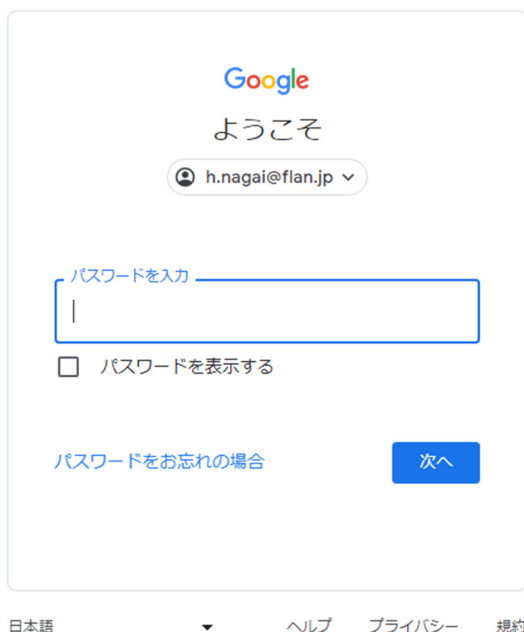 Google
ようこそ
h.nagai@flan.jp
パスワードを入力
パスワードを表示する
パスワードをお忘れの場合
次へ
日本語 ヘルプ プライバシー 規約